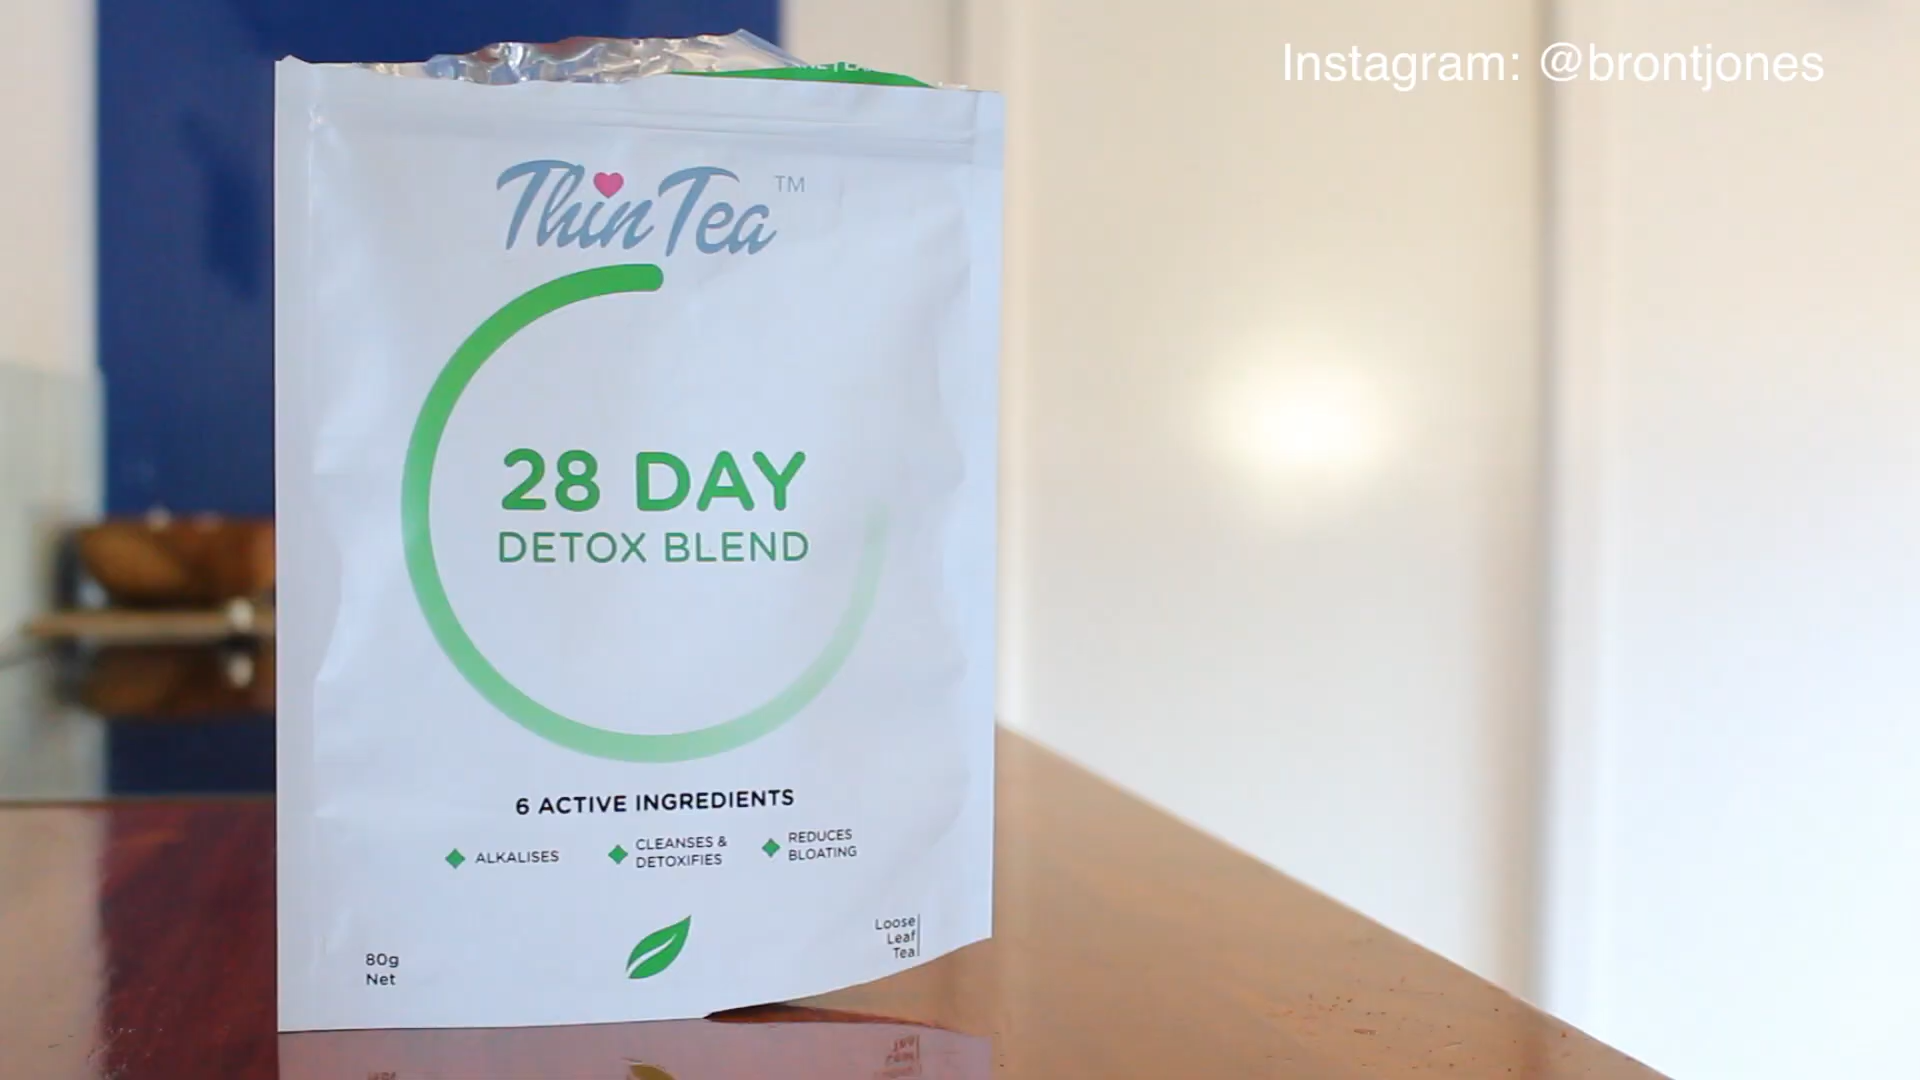 Instagram: @brontjones
ThinTea™
28 DAY
DETOX BLEND
6 ACTIVE INGREDIENTS
ALKALISES
CLEANSES &
DETOXIFIES
REDUCES
BLOATING
80g
Net
Loose
Leaf
Tea